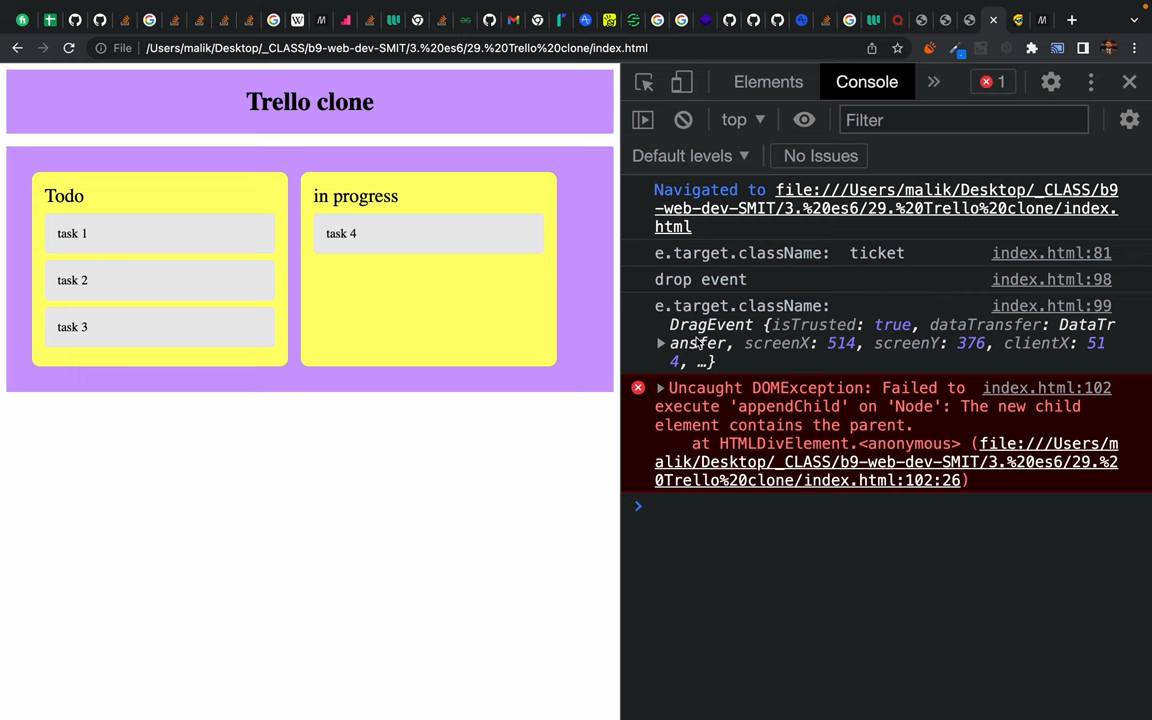 File
/Users/malik/Desktop/_CLASS/b9-web-dev-SMIT/3.%20es6/29.%20Trello%20clone/index.html
Trello clone
Todo
task 1
task 2
task 3
in progress
task 4
Elements
Console
1
top
Filter
Default levels
No Issues
Navigated to file:///Users/malik/Desktop/_CLASS/b9
-web-dev-SMIT/3.%20es6/29.%20Trello%20clone/index.
html
e.target.className: ticket index.html:81
drop event index.html:98
e.target.className: index.html:99
DragEvent {isTrusted: true, dataTransfer: DataTr
ansfer, screenX: 514, screenY: 376, clientX: 51
4, …}
Uncaught DOMException: Failed to index.html:102
execute 'appendChild' on 'Node': The new child
element contains the parent.
at HTMLDivElement.<anonymous> (file:///Users/m
alik/Desktop/_CLASS/b9-web-dev-SMIT/3.%20es6/29.%2
0Trello%20clone/index.html:102:26)